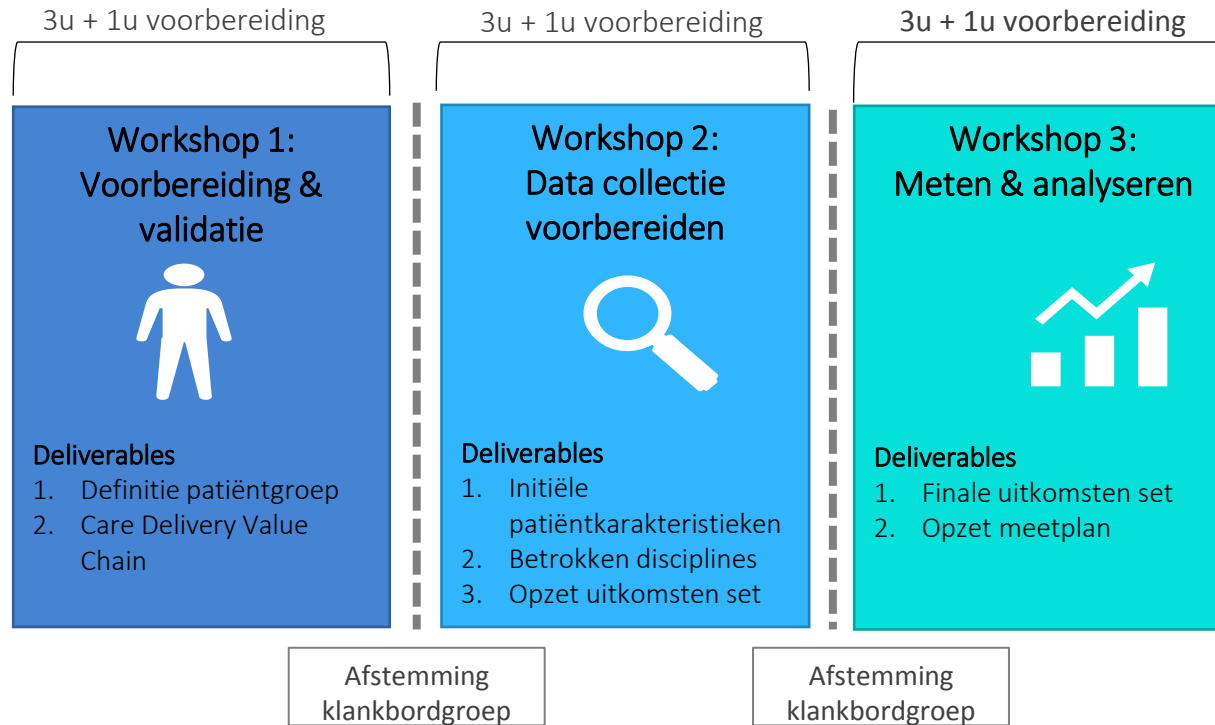 3u + 1u voorbereiding
3u + 1u voorbereiding
3u + 1u voorbereiding
Workshop 1:
Voorbereiding &
validatie
Deliverables
1. Definitie patiëntgroep
2. Care Delivery Value
Chain
Workshop 2:
Data collectie
voorbereiden
Deliverables
1. Initiële
patiëntkarakteristieken
2. Betrokken disciplines
3. Opzet uitkomsten set
Workshop 3:
Meten & analyseren
Deliverables
1. Finale uitkomsten set
2. Opzet meetplan
Afstemming
klankbordgroep
Afstemming
klankbordgroep